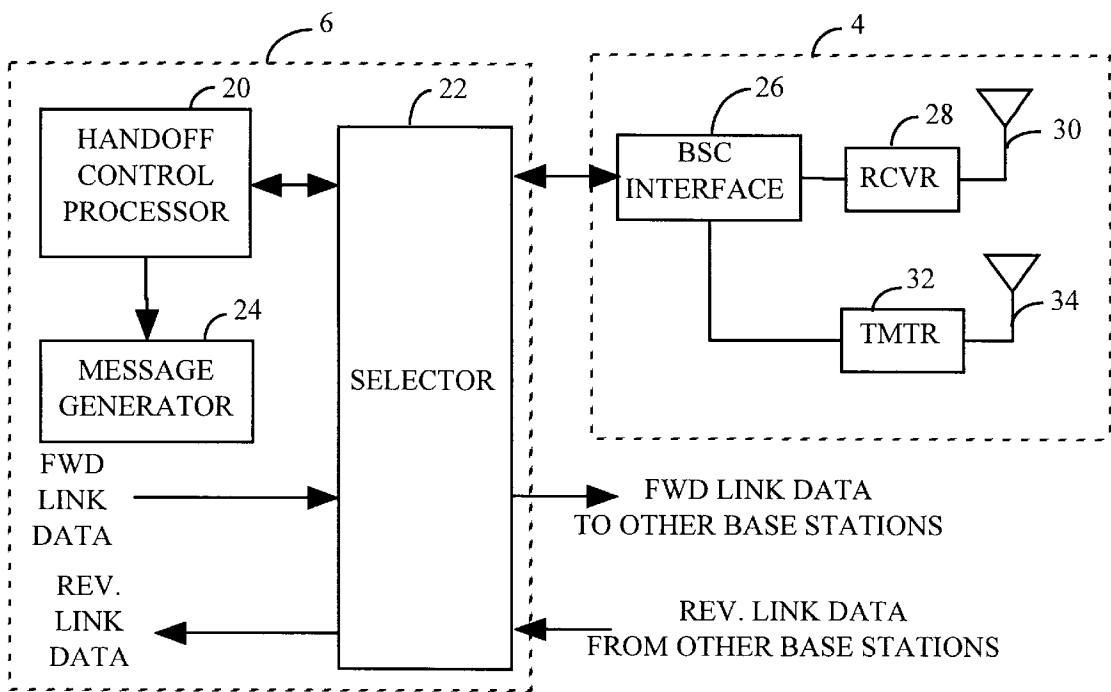 6
4
20
22
26
28
30
HANDOFF
CONTROL
PROCESSOR
BSC
INTERFACE
RCVR
24
32
34
MESSAGE
GENERATOR
SELECTOR
TMTR
FWD
LINK
DATA
FWD LINK DATA
TO OTHER BASE STATIONS
REV.
LINK
DATA
REV. LINK DATA
FROM OTHER BASE STATIONS